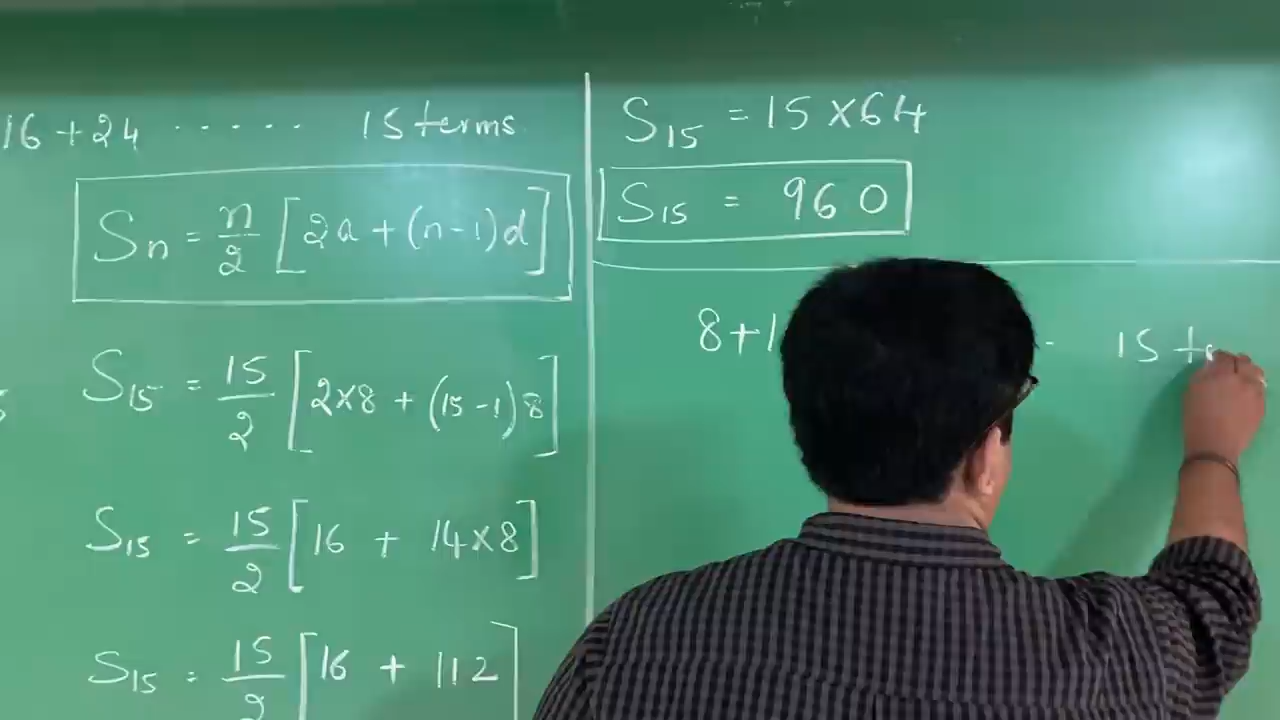 16 + 24 ...... 15 terms
Sn = n/2 [2a + (n-1)d]
S15 = 15/2 [2×8 + (15-1)8]
S15 = 15/2 [16 + 14×8]
S15 = 15/2 [16 + 112]
S15 = 15×64
S15 = 960
8+1 . 15 te